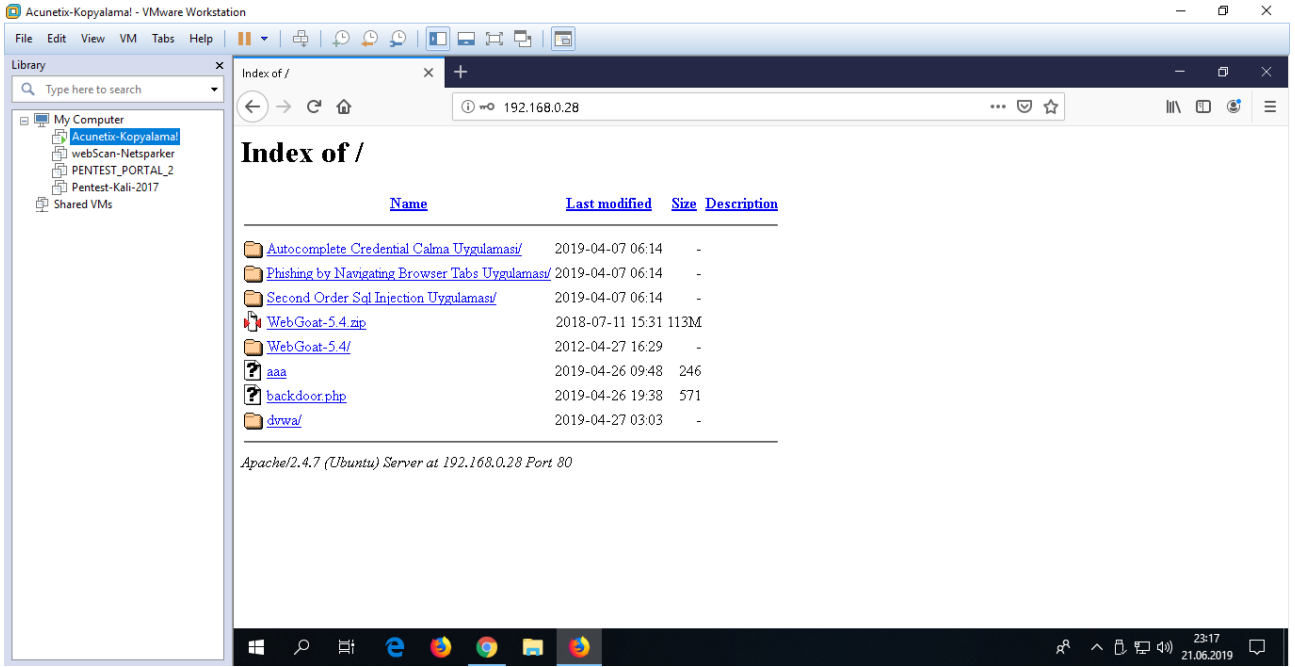 Acunetix-Kopyalama! - VMware Workstation
File Edit View VM Tabs Help
Library
Type here to search
My Computer
Acunetix-Kopyalama!
webScan-Netsparker
PENTEST_PORTAL_2
Pentest-Kali-2017
Shared VMs
Index of /
192.168.0.28
Index of /
Name Last modified Size Description
Autocomplete Credential Calma Uygulamasi/ 2019-04-07 06:14 -
Phishing by Navigating Browser Tabs Uygulamasi/ 2019-04-07 06:14 -
Second Order Sql Injection Uygulamasi/ 2019-04-07 06:14 -
WebGoat-5.4.zip 2018-07-11 15:31 113M
WebGoat-5.4/ 2012-04-27 16:29 -
aaa 2019-04-26 09:48 246
backdoor.php 2019-04-26 19:38 571
dvwa/ 2019-04-27 03:03 -
Apache/2.4.7 (Ubuntu) Server at 192.168.0.28 Port 80
23:17
21.06.2019